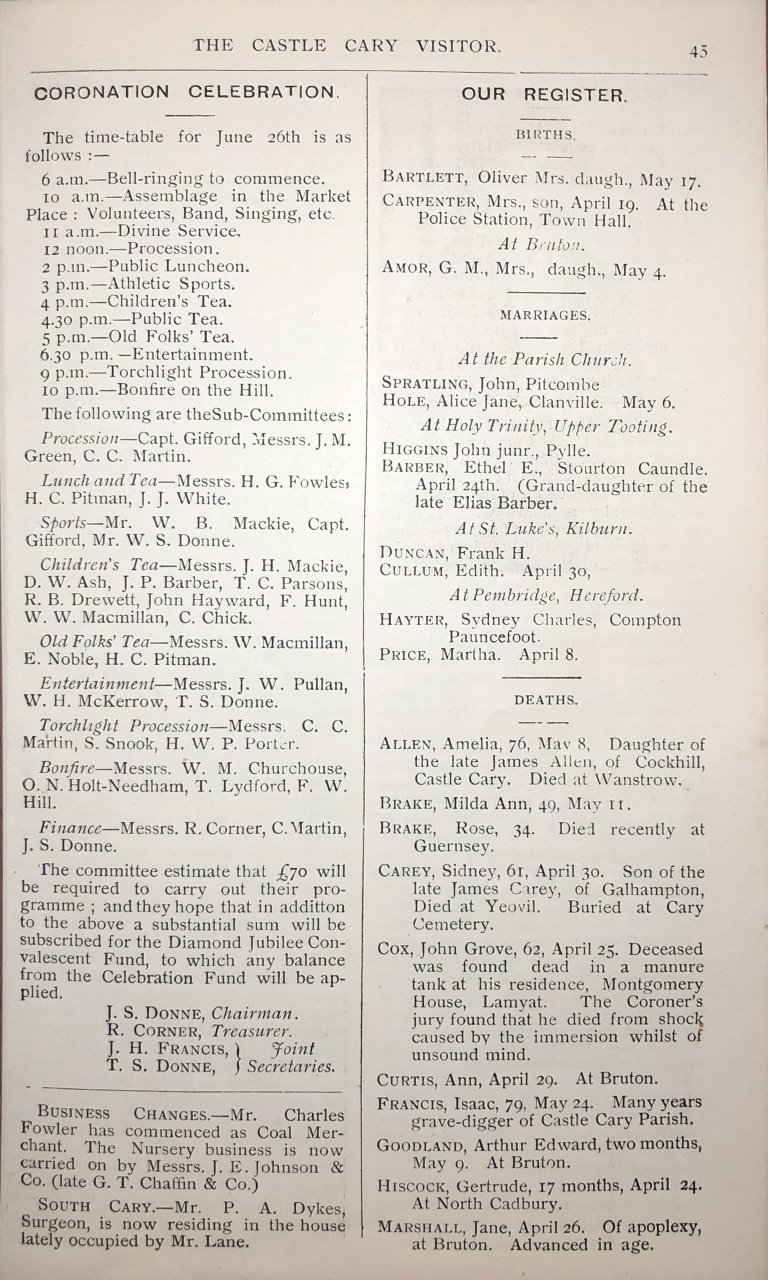 THE CASTLE CARY VISITOR.
45
CORONATION CELEBRATION.
The time-table for June 26th is as
follows :—
6 a.m.—Bell-ringing to commence.
10 a.m.—Assemblage in the Market
Place : Volunteers, Band, Singing, etc.
11 a.m.—Divine Service.
12 noon.—Procession.
2 p.m.—Public Luncheon.
3 p.m.—Athletic Sports.
4 p.m.—Children's Tea.
4.30 p.m.—Public Tea.
5 p.m.—Old Folks' Tea.
6.30 p.m. —Entertainment.
9 p.m.—Torchlight Procession.
10 p.m.—Bonfire on the Hill.
The following are theSub-Committees:
Procession—Capt. Gifford, Messrs. J. M.
Green, C. C. Martin.
Lunch and Tea—Messrs. H. G. Fowles,
H. C. Pitman, J. J. White.
Sports—Mr. W. B. Mackie, Capt.
Gifford, Mr. W. S. Donne.
Children's Tea—Messrs. J. H. Mackie,
D. W. Ash, J. P. Barber, T. C. Parsons,
R. B. Drewett, John Hayward, F. Hunt,
W. W. Macmillan, C. Chick.
Old Folks' Tea—Messrs. W. Macmillan,
E. Noble, H. C. Pitman.
Entertainment—Messrs. J. W. Pullan,
W. H. McKerrow, T. S. Donne.
Torchlight Procession—Messrs. C. C.
Martin, S. Snook, H. W. P. Porter.
Bonfire—Messrs. W. M. Churchouse,
O. N. Holt-Needham, T. Lydford, F. W.
Hill.
Finance—Messrs. R. Corner, C. Martin,
J. S. Donne.
The committee estimate that £70 will
be required to carry out their pro-
gramme ; and they hope that in additton
to the above a substantial sum will be
subscribed for the Diamond Jubilee Con-
valescent Fund, to which any balance
from the Celebration Fund will be ap-
plied.
J. S. DONNE, Chairman.
R. CORNER, Treasurer.
J. H. FRANCIS, } Joint
T. S. DONNE, } Secretaries.
BUSINESS CHANGES.—Mr. Charles
Fowler has commenced as Coal Mer-
chant. The Nursery business is now
carried on by Messrs. J. E. Johnson &
Co. (late G. T. Chaffin & Co.)
SOUTH CARY.—Mr. P. A. Dykes,
Surgeon, is now residing in the house
lately occupied by Mr. Lane.
OUR REGISTER.
BIRTHS.
BARTLETT, Oliver Mrs. daugh., May 17.
CARPENTER, Mrs., son, April 19. At the
Police Station, Town Hall.
At Bruton.
AMOR, G. M., Mrs., daugh., May 4.
MARRIAGES.
At the Parish Church.
SPRATLING, John, Pitcombe
HOLE, Alice Jane, Clanville. May 6.
At Holy Trinity, Upper Tooting.
HIGGINS John junr., Pylle.
BARBER, Ethel E., Stourton Caundle.
April 24th. (Grand-daughter of the
late Elias Barber.
At St. Luke's, Kilburn.
DUNCAN, Frank H.
CULLUM, Edith. April 30,
At Pembridge, Hereford.
HAYTER, Sydney Charles, Compton
Pauncefoot.
PRICE, Martha. April 8.
DEATHS.
ALLEN, Amelia, 76, May 8, Daughter of
the late James Allen, of Cockhill,
Castle Cary. Died at Wanstrow.
BRAKE, Milda Ann, 49, May 11.
BRAKE, Rose, 34. Died recently at
Guernsey.
CAREY, Sidney, 61, April 30. Son of the
late James Carey, of Galhampton,
Died at Yeovil. Buried at Cary
Cemetery.
COX, John Grove, 62, April 25. Deceased
was found dead in a manure
tank at his residence, Montgomery
House, Lamyat. The Coroner's
jury found that he died from shock
caused by the immersion whilst of
unsound mind.
CURTIS, Ann, April 29. At Bruton.
FRANCIS, Isaac, 79, May 24. Many years
grave-digger of Castle Cary Parish.
GOODLAND, Arthur Edward, two months,
May 9. At Bruton.
HISCOCK, Gertrude, 17 months, April 24.
At North Cadbury.
MARSHALL, Jane, April 26. Of apoplexy,
at Bruton. Advanced in age.